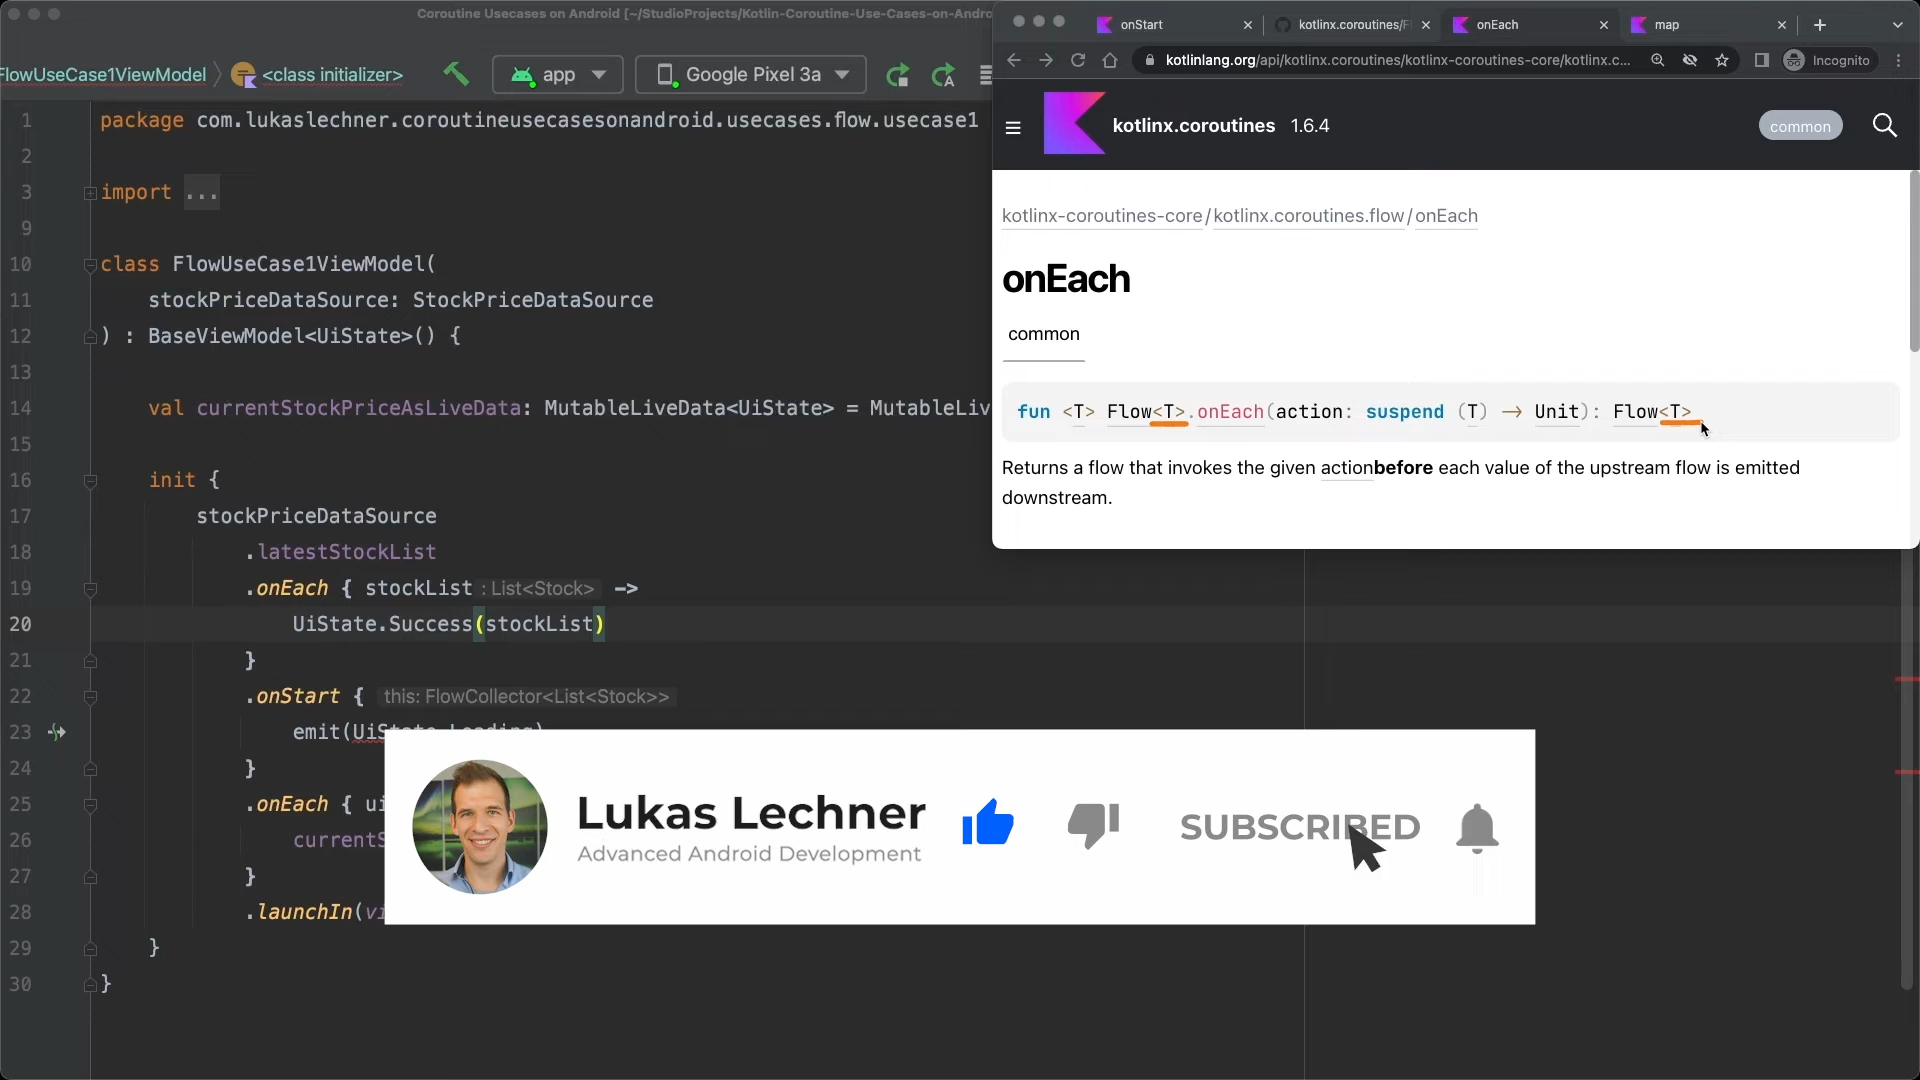 Coroutine Usecases on Android [~/StudioProjects/Kotlin-Coroutine-Use-Cases-on-Andro
FlowUseCase1ViewModel <class initializer> app Google Pixel 3a
1 package com.lukaslechner.coroutineusecasesonandroid.usecases.flow.usecase1
2
3 import ...
9
10 class FlowUseCase1ViewModel(
11 stockPriceDataSource: StockPriceDataSource
12 ) : BaseViewModel<UiState>() {
13
14 val currentStockPriceAsLiveData: MutableLiveData<UiState> = MutableLiv
15
16 init {
17 stockPriceDataSource
18 .latestStockList
19 .onEach { stockList : List<Stock> ->
20 UiState.Success(stockList)
21 }
22 .onStart { this: FlowCollector<List<Stock>>
23 emit(UiState.Loading)
24 }
25 .onEach { ui
26 currentS
27 }
28 .launchIn(vi
29 }
30 }
onStart kotlinx.coroutines/F onEach map
kotlinlang.org/api/kotlinx.coroutines/kotlinx-coroutines-core/kotlinx.c... Incognito
kotlinx.coroutines 1.6.4 common
kotlinx-coroutines-core/kotlinx.coroutines.flow/onEach
onEach
common
fun <T> Flow<T>.onEach(action: suspend (T) → Unit): Flow<T>
Returns a flow that invokes the given actionbefore each value of the upstream flow is emitted
downstream.
Lukas Lechner
Advanced Android Development
SUBSCRIBED